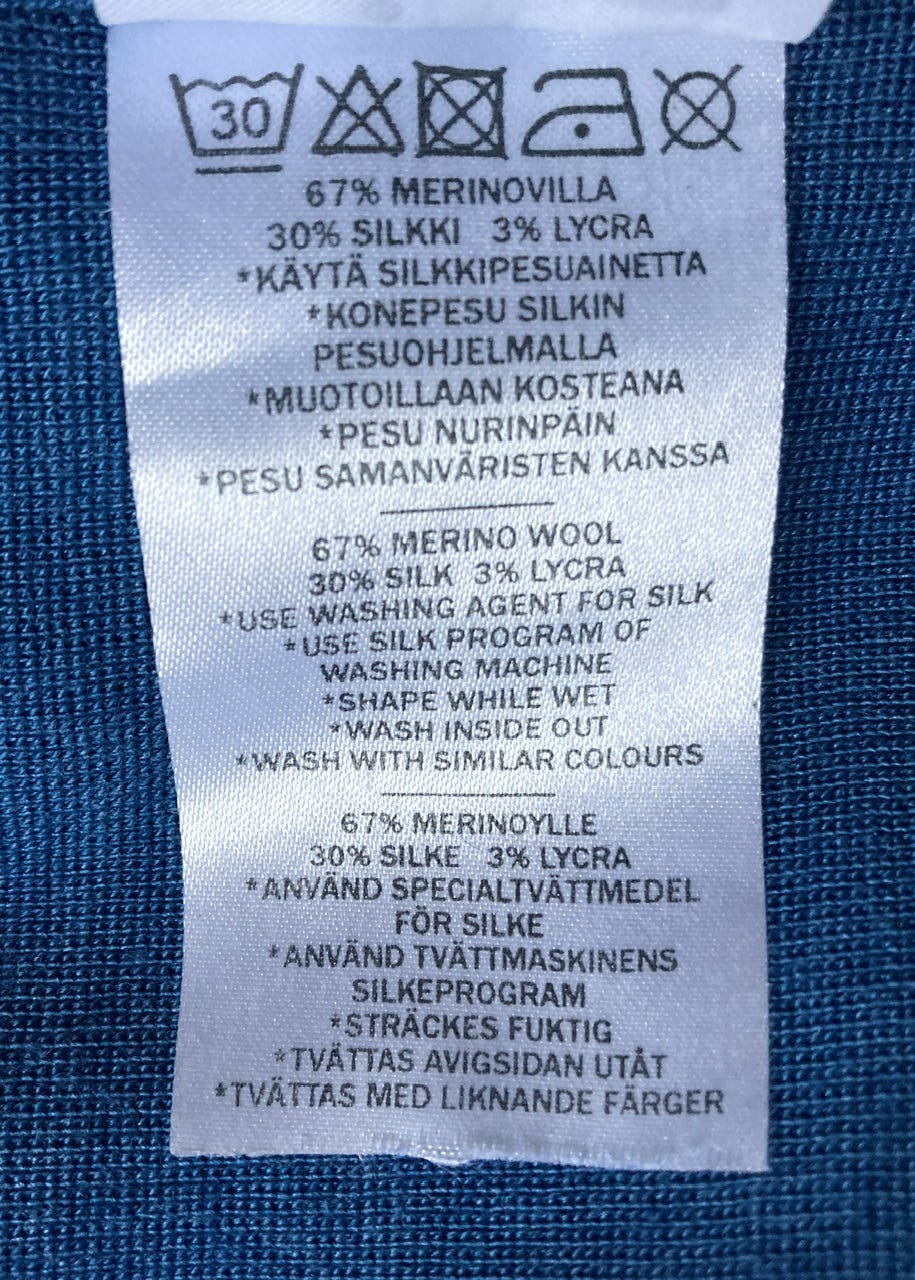 30
67% MERINOVILLA
30% SILKKI 3% LYCRA
*KÄYTÄ SILKKIPESUAINETTA
*KONEPESU SILKIN
PESUOHJELMALLA
*MUOTOILLAAN KOSTEANA
*PESU NURINPÄIN
*PESU SAMANVÄRISTEN KANSSA
67% MERINO WOOL
30% SILK 3% LYCRA
*USE WASHING AGENT FOR SILK
*USE SILK PROGRAM OF
WASHING MACHINE
*SHAPE WHILE WET
*WASH INSIDE OUT
*WASH WITH SIMILAR COLOURS
67% MERINOYLLE
30% SILKE 3% LYCRA
*ANVÄND SPECIALTVÄTTMEDEL
FÖR SILKE
*ANVÄND TVÄTTMASKINENS
SILKEPROGRAM
*STRÄCKES FUKTIG
*TVÄTTAS AVIGSIDAN UTÅT
*TVÄTTAS MED LIKNANDE FÄRGER